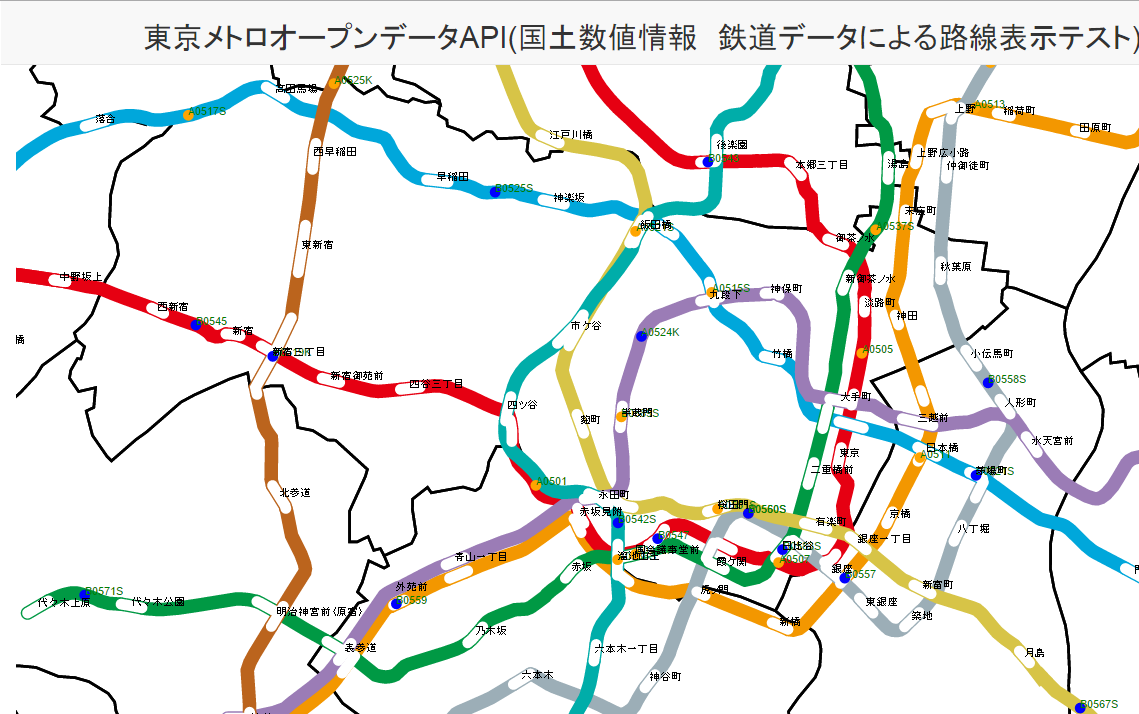 東京メトロオープンデータAPI(国土数値情報　鉄道データによる路線表示テスト)
A0525K
高田馬場
A0513
上野
稲荷町
A0517S
落合
田原町
江戸川橋
後楽園
西早稲田
湯島
上野広小路
本郷三丁目
仲御徒町
早稲田
B0525S
神楽坂
末広町
飯田橋
A0537S
御茶ノ水
東新宿
秋葉原
中野坂上
新御茶ノ水
A0515S
神保町
九段下
西新宿
淡路町
神田
B0545
新宿
市ケ谷
A0524K
橋
新宿三丁目
A0505
竹橋
小伝馬町
新宿御苑前
B0558S
四谷三丁目
大手町
四ツ谷
人形町
半蔵門
麹町
三越前
水天宮前
日本橋
東京
二重橋前
茅場町
A0501
北参道
永田町
桜田門
赤坂見附
B0560S
京橋
B0542S
有楽町
八丁堀
B0547
銀座一丁目
国会議事堂前
日比谷
溜池山王
青山一丁目
霞ケ関
A0507
赤坂
銀座
B0557
外苑前
新富町
B0571S
虎ノ門
代々木上原
代々木公園
B0559
東銀座
明治神宮前〈原宿〉
築地
新橋
乃木坂
表参道
六本木一丁目
月島
六本木
神谷町
B0567S